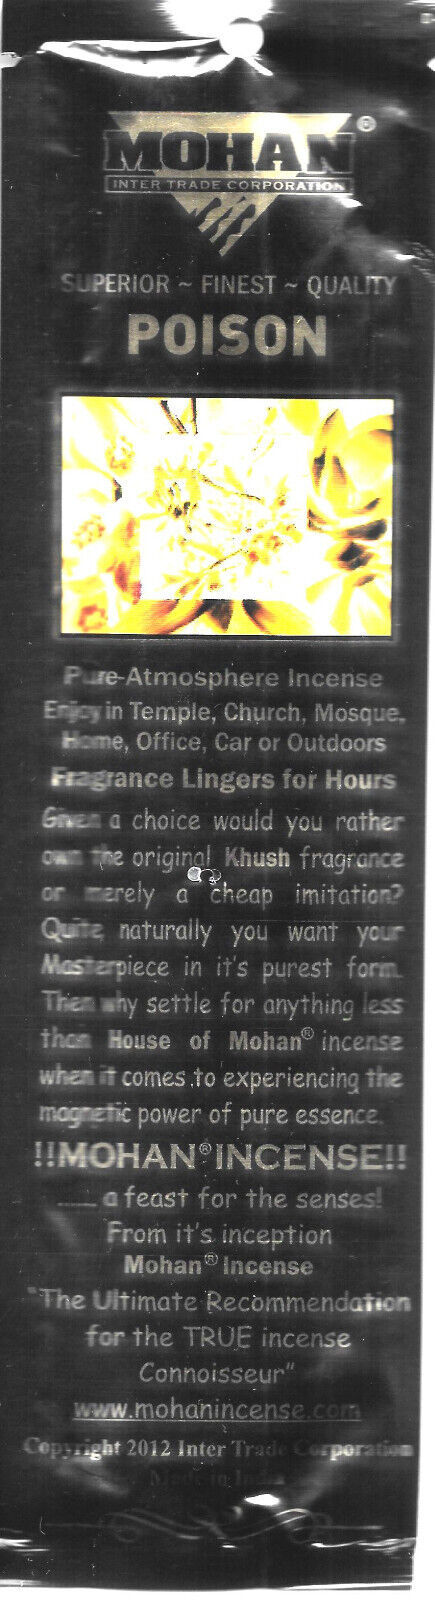 MOHAN®
INTER TRADE CORPORATION
SUPERIOR ~ FINEST ~ QUALITY
POISON
Pure-Atmosphere Incense
Enjoy in Temple, Church, Mosque,
Home, Office, Car or Outdoors
Fragrance Lingers for Hours
Given a choice would you rather
own the original Khush fragrance
or merely a cheap imitation?
Quite naturally you want your
Masterpiece in it's purest form.
Then why settle for anything less
than House of Mohan® incense
when it comes to experiencing the
magnetic power of pure essence.
!!MOHAN® INCENSE!!
...... a feast for the senses!
From it's inception
Mohan® Incense
"The Ultimate Recommendation
for the TRUE incense
Connoisseur"
www.mohanincense.com
Copyright 2012 Inter Trade Corporation
Made in India